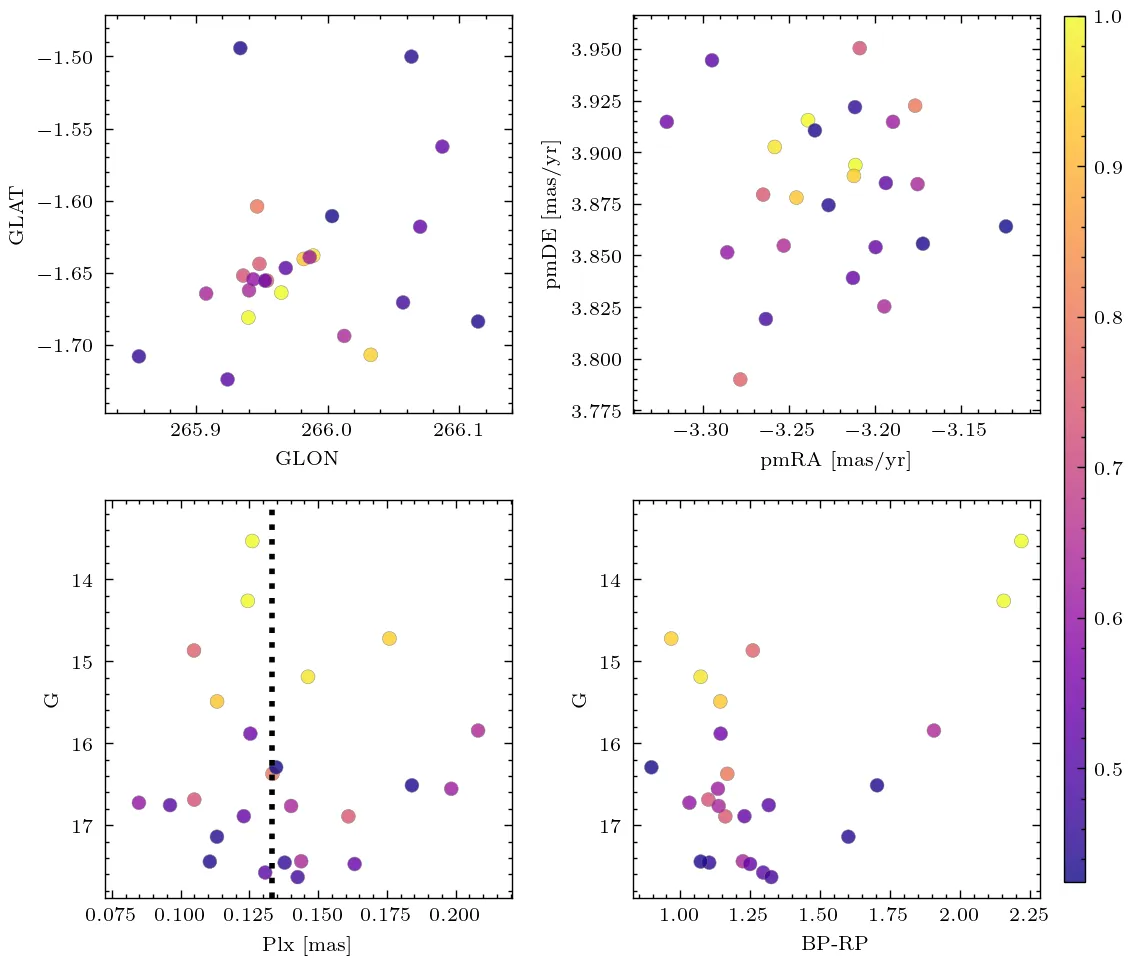 −1.50
−1.55
−1.60
−1.65
−1.70
GLAT
265.9 266.0 266.1
GLON
3.950
3.925
3.900
3.875
3.850
3.825
3.800
3.775
pmDE [mas/yr]
−3.30 −3.25 −3.20 −3.15
pmRA [mas/yr]
1.0
0.9
0.8
0.7
0.6
0.5
14
15
16
17
G
0.075 0.100 0.125 0.150 0.175 0.200
Plx [mas]
14
15
16
17
G
1.00 1.25 1.50 1.75 2.00 2.25
BP-RP